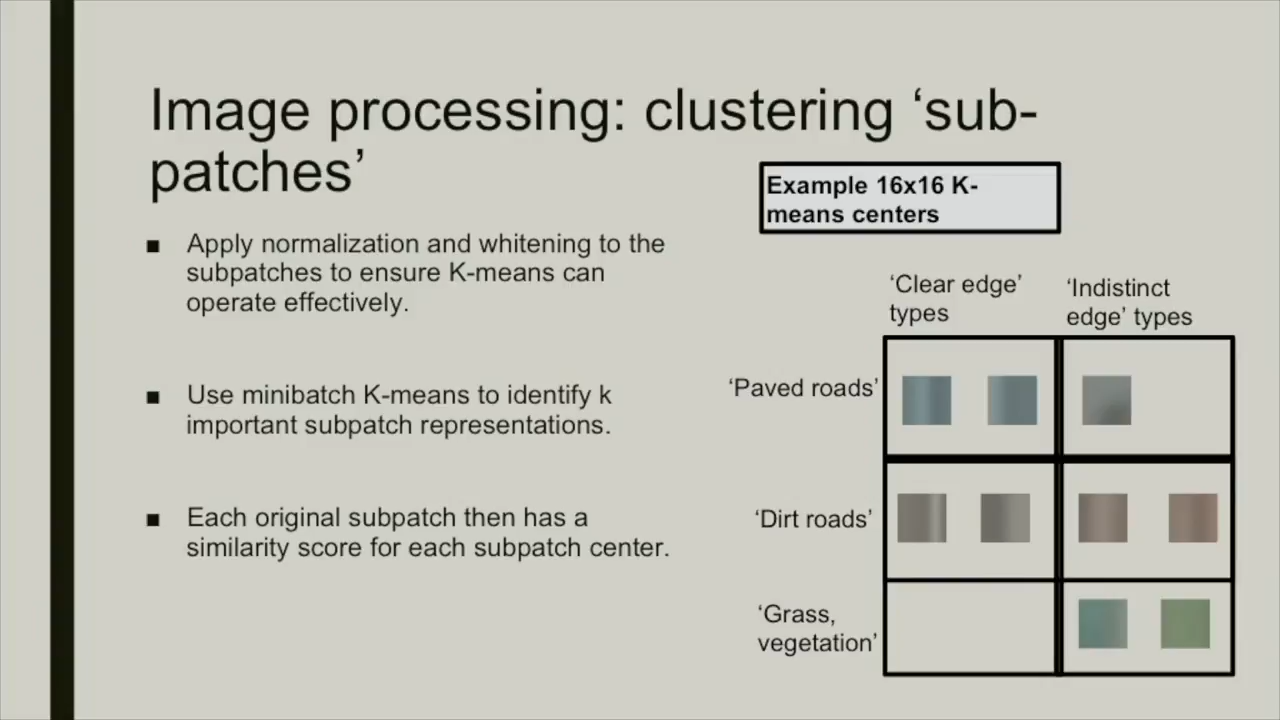 Image processing: clustering ‘sub-
patches’
Example 16x16 K-
means centers
■ Apply normalization and whitening to the
subpatches to ensure K-means can
operate effectively.
■ Use minibatch K-means to identify k
important subpatch representations.
■ Each original subpatch then has a
similarity score for each subpatch center.
‘Clear edge’
types
‘Indistinct
edge’ types
‘Paved roads’
‘Dirt roads’
‘Grass,
vegetation’